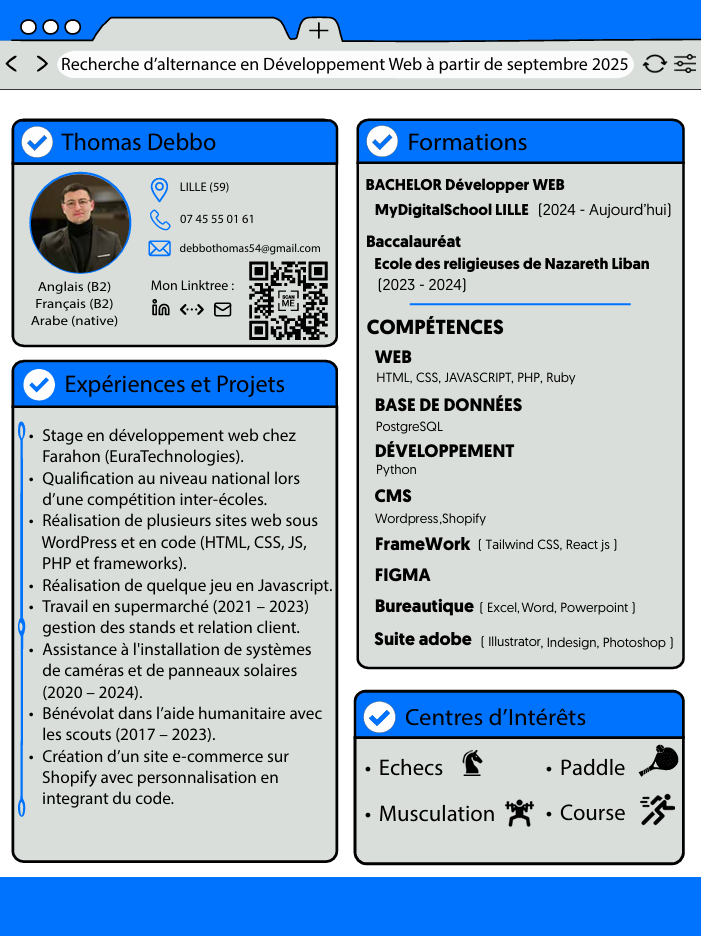 Recherche d'alternance en Développement Web à partir de septembre 2025
Thomas Debbo
LILLE (59)
07 45 55 01 61
debbothomas54@gmail.com
Anglais (B2)
Français (B2)
Arabe (native)
Mon Linktree :
in
SCAN
ME
Expériences et Projets
• Stage en développement web chez
Farahon (EuraTechnologies).
• Qualification au niveau national lors
d'une compétition inter-écoles.
• Réalisation de plusieurs sites web sous
WordPress et en code (HTML, CSS, JS,
PHP et frameworks).
• Réalisation de quelque jeu en Javascript.
• Travail en supermarché (2021 – 2023)
gestion des stands et relation client.
• Assistance à l'installation de systèmes
de caméras et de panneaux solaires
(2020 – 2024).
• Bénévolat dans l'aide humanitaire avec
les scouts (2017 – 2023).
• Création d'un site e-commerce sur
Shopify avec personnalisation en
integrant du code.
Formations
BACHELOR Développer WEB
MyDigitalSchool LILLE (2024 - Aujourd'hui)
Baccalauréat
Ecole des religieuses de Nazareth Liban
(2023 - 2024)
COMPÉTENCES
WEB
HTML, CSS, JAVASCRIPT, PHP, Ruby
BASE DE DONNÉES
PostgreSQL
DÉVELOPPEMENT
Python
CMS
Wordpress,Shopify
FrameWork ( Tailwind CSS, React js )
FIGMA
Bureautique ( Excel,Word, Powerpoint )
Suite adobe ( Illustrator, Indesign, Photoshop )
Centres d'Intérêts
• Echecs
• Paddle
• Musculation
• Course